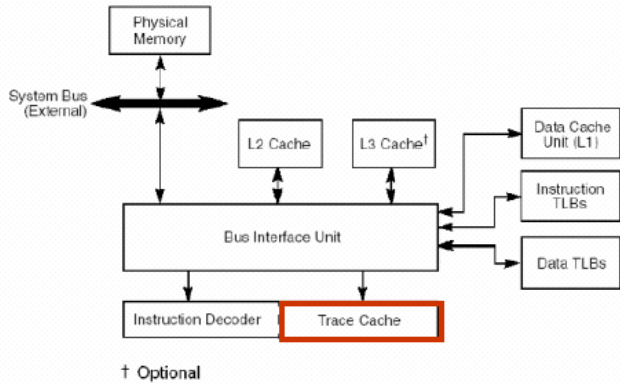 Physical
Memory
System Bus
(External)
L2 Cache
L3 Cache†
Data Cache
Unit (L1)
Instruction
TLBs
Bus Interface Unit
Data TLBs
Instruction Decoder
Trace Cache
† Optional